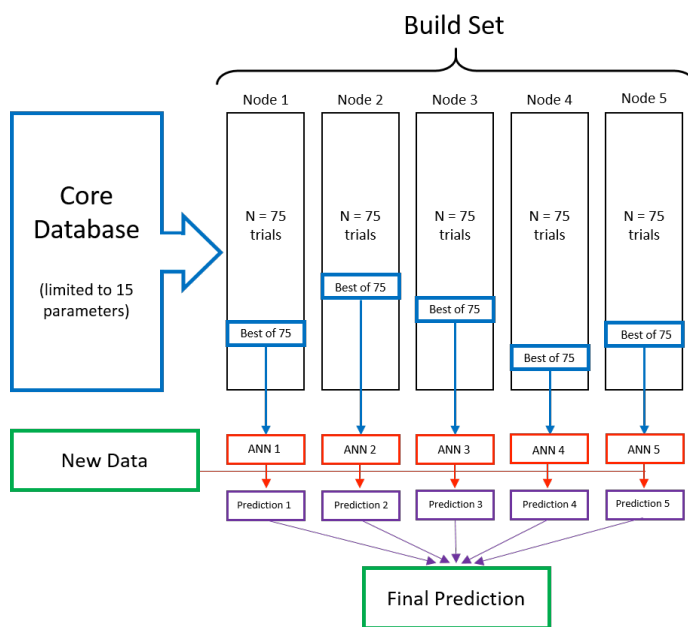 Build Set
Node 1
Node 2
Node 3
Node 4
Node 5
Core
Database
(limited to 15
parameters)
N = 75
trials
N = 75
trials
N = 75
trials
N = 75
trials
N = 75
trials
Best of 75
Best of 75
Best of 75
Best of 75
Best of 75
New Data
ANN 1
ANN 2
ANN 3
ANN 4
ANN 5
Prediction 1
Prediction 2
Prediction 3
Prediction 4
Prediction 5
Final Prediction